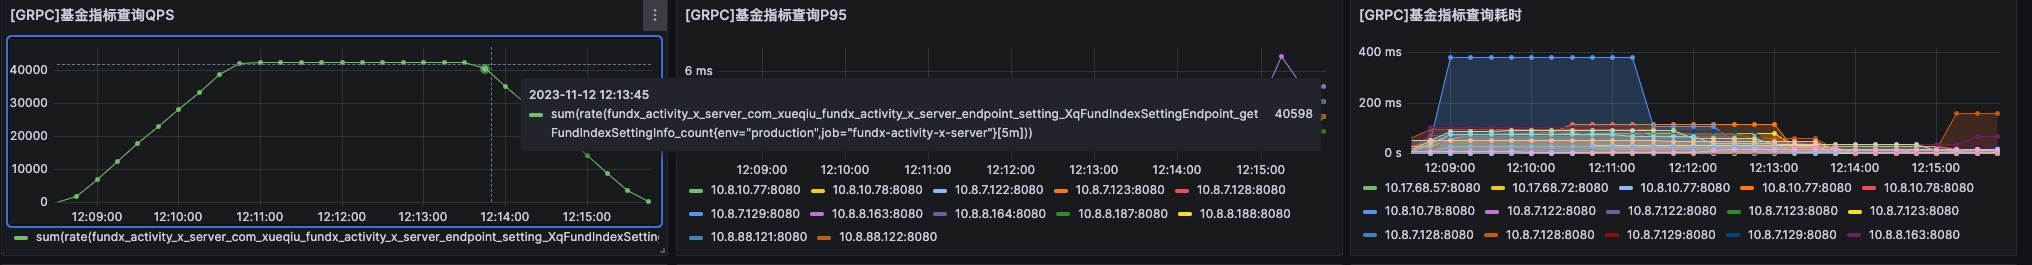 [GRPC]基金指标查询QPS
40000
30000
20000
10000
0
12:09:00 12:10:00 12:11:00 12:12:00 12:13:00 12:14:00 12:15:00
sum(rate(fundx_activity_x_server_com_xueqiu_fundx_activity_x_server_endpoint_setting_XqFundIndexSetting
2023-11-12 12:13:45
sum(rate(fundx_activity_x_server_com_xueqiu_fundx_activity_x_server_endpoint_setting_XqFundIndexSettingEndpoint_get 40598
FundIndexSettingInfo_count{env="production",job="fundx-activity-x-server"}[5m]))
[GRPC]基金指标查询P95
6 ms
12:09:00 12:10:00 12:11:00 12:12:00 12:13:00 12:14:00 12:15:00
10.8.10.77:8080 10.8.10.78:8080 10.8.7.122:8080 10.8.7.123:8080 10.8.7.128:8080
10.8.7.129:8080 10.8.8.163:8080 10.8.8.164:8080 10.8.8.187:8080 10.8.8.188:8080
10.8.88.121:8080 10.8.88.122:8080
[GRPC]基金指标查询耗时
400 ms
200 ms
0 s
12:09:00 12:10:00 12:11:00 12:12:00 12:13:00 12:14:00 12:15:00
10.17.68.57:8080 10.17.68.72:8080 10.8.10.77:8080 10.8.10.77:8080 10.8.10.78:8080
10.8.10.78:8080 10.8.7.122:8080 10.8.7.122:8080 10.8.7.123:8080 10.8.7.123:8080
10.8.7.128:8080 10.8.7.128:8080 10.8.7.129:8080 10.8.7.129:8080 10.8.8.163:8080